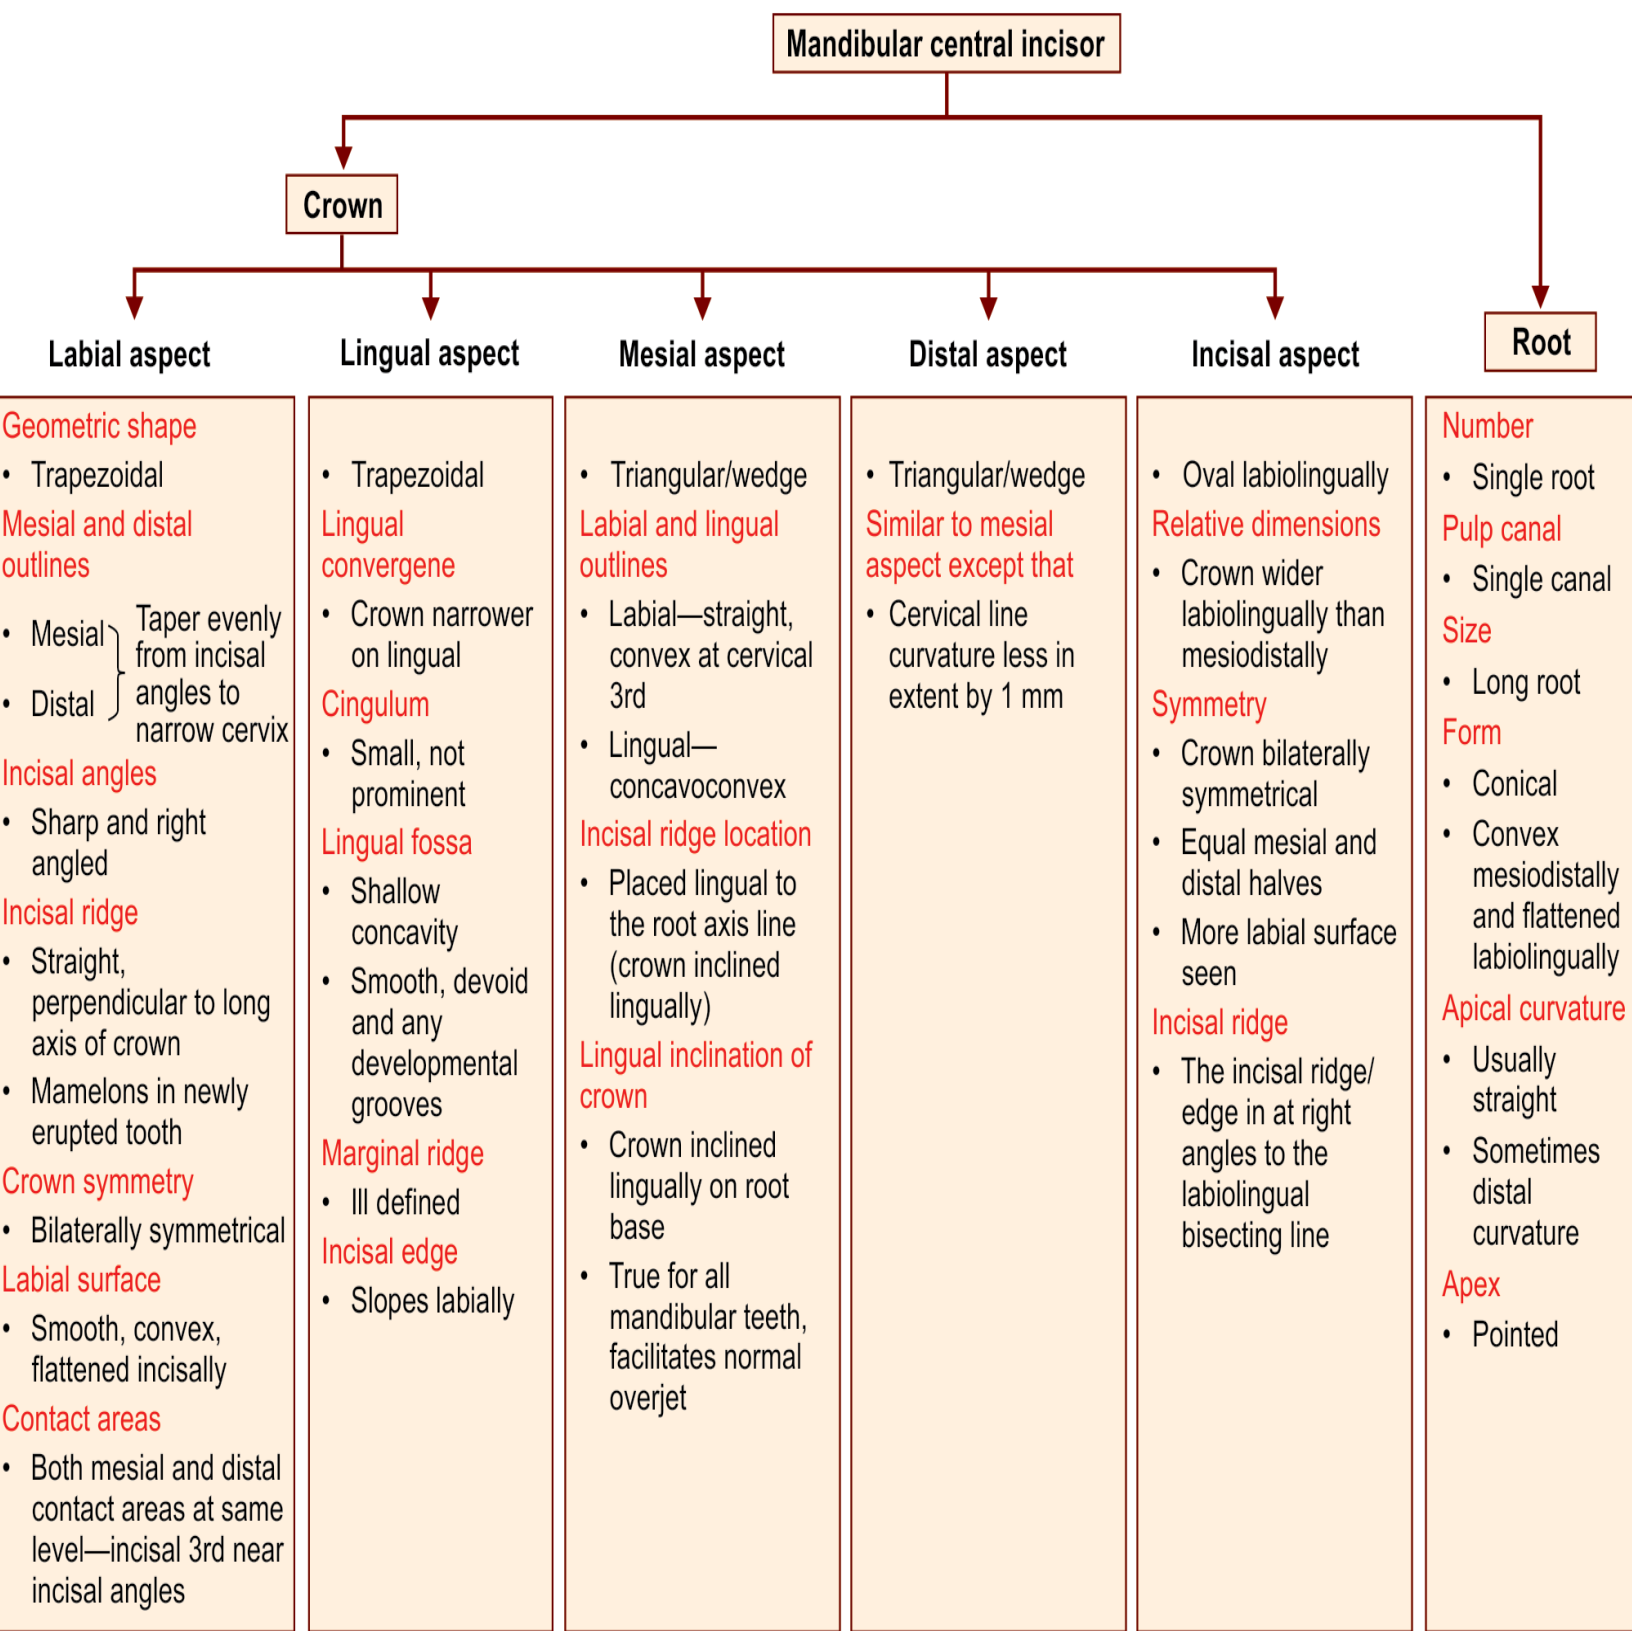 Mandibular central incisor
Crown
Root
Labial aspect
Lingual aspect
Mesial aspect
Distal aspect
Incisal aspect
Geometric shape
• Trapezoidal
Mesial and distal
outlines
• Mesial
• Distal
Taper evenly
from incisal
angles to
narrow cervix
Incisal angles
• Sharp and right
angled
Incisal ridge
• Straight,
perpendicular to long
axis of crown
• Mamelons in newly
erupted tooth
Crown symmetry
• Bilaterally symmetrical
Labial surface
• Smooth, convex,
flattened incisally
Contact areas
• Both mesial and distal
contact areas at same
level—incisal 3rd near
incisal angles
• Trapezoidal
Lingual
convergene
• Crown narrower
on lingual
Cingulum
• Small, not
prominent
Lingual fossa
• Shallow
concavity
• Smooth, devoid
and any
developmental
grooves
Marginal ridge
• Ill defined
Incisal edge
• Slopes labially
• Triangular/wedge
Labial and lingual
outlines
• Labial—straight,
convex at cervical
3rd
• Lingual—
concavoconvex
Incisal ridge location
• Placed lingual to
the root axis line
(crown inclined
lingually)
Lingual inclination of
crown
• Crown inclined
lingually on root
base
• True for all
mandibular teeth,
facilitates normal
overjet
• Triangular/wedge
Similar to mesial
aspect except that
• Cervical line
curvature less in
extent by 1 mm
• Oval labiolingually
Relative dimensions
• Crown wider
labiolingually than
mesiodistally
Symmetry
• Crown bilaterally
symmetrical
• Equal mesial and
distal halves
• More labial surface
seen
Incisal ridge
• The incisal ridge/
edge in at right
angles to the
labiolingual
bisecting line
Number
• Single root
Pulp canal
• Single canal
Size
• Long root
Form
• Conical
• Convex
mesiodistally
and flattened
labiolingually
Apical curvature
• Usually
straight
• Sometimes
distal
curvature
Apex
• Pointed